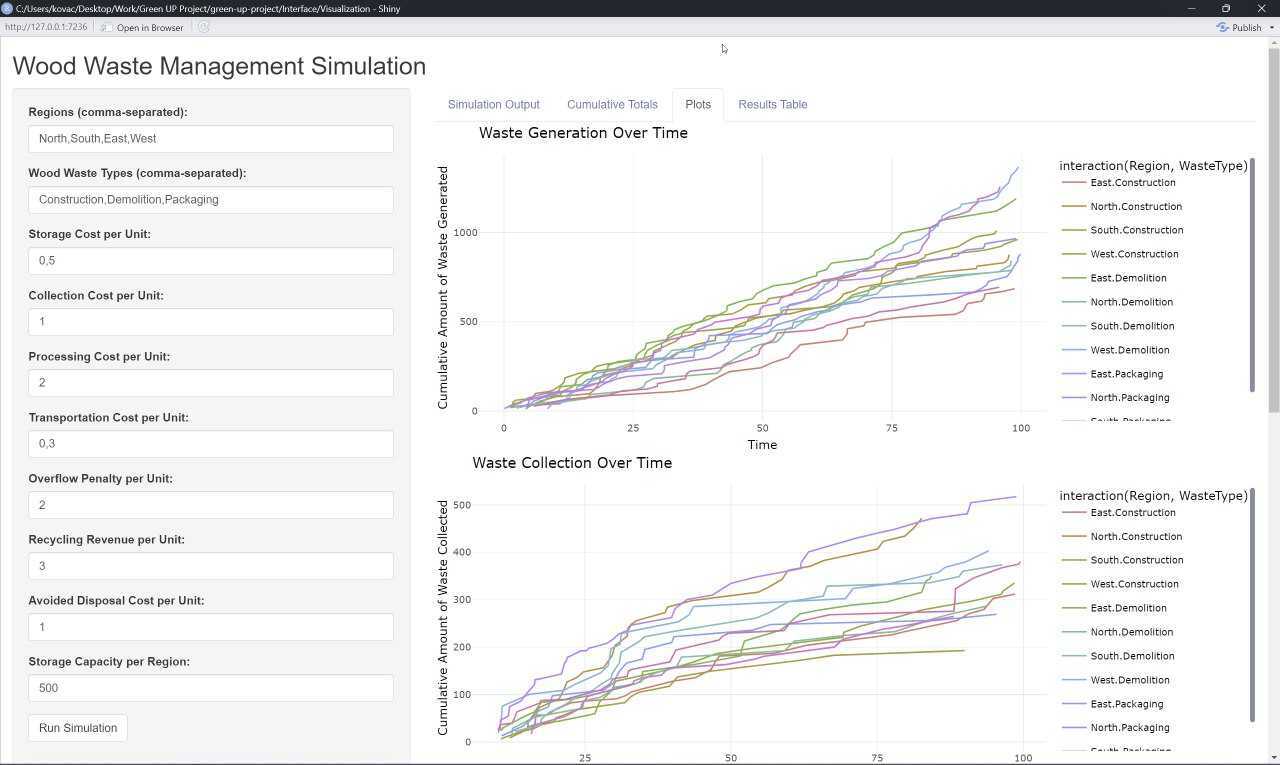 C:/Users/kovac/Desktop/Work/Green UP Project/green-up-project/Interface/Visualization - Shiny
http://127.0.0.1:7236
Open in Browser
Publish
Wood Waste Management Simulation
Regions (comma-separated):
North,South,East,West
Wood Waste Types (comma-separated):
Construction,Demolition,Packaging
Storage Cost per Unit:
0,5
Collection Cost per Unit:
1
Processing Cost per Unit:
2
Transportation Cost per Unit:
0,3
Overflow Penalty per Unit:
2
Recycling Revenue per Unit:
3
Avoided Disposal Cost per Unit:
1
Storage Capacity per Region:
500
Run Simulation
Simulation Output
Cumulative Totals
Plots
Results Table
Waste Generation Over Time
Cumulative Amount of Waste Generated
1000
500
0
0
25
50
75
100
Time
interaction(Region, WasteType)
East.Construction
North.Construction
South.Construction
West.Construction
East.Demolition
North.Demolition
South.Demolition
West.Demolition
East.Packaging
North.Packaging
South.Packaging
Waste Collection Over Time
Cumulative Amount of Waste Collected
500
400
300
200
100
0
25
50
75
100
interaction(Region, WasteType)
East.Construction
North.Construction
South.Construction
West.Construction
East.Demolition
North.Demolition
South.Demolition
West.Demolition
East.Packaging
North.Packaging
South.Packaging